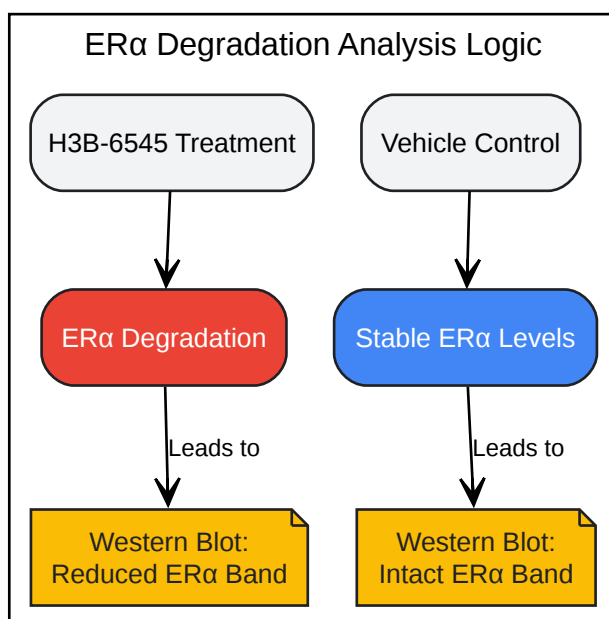 ERα Degradation Analysis Logic
H3B-6545 Treatment
Vehicle Control
ERα Degradation
Stable ERα Levels
Leads to
Leads to
Western Blot:
Reduced ERα Band
Western Blot:
Intact ERα Band